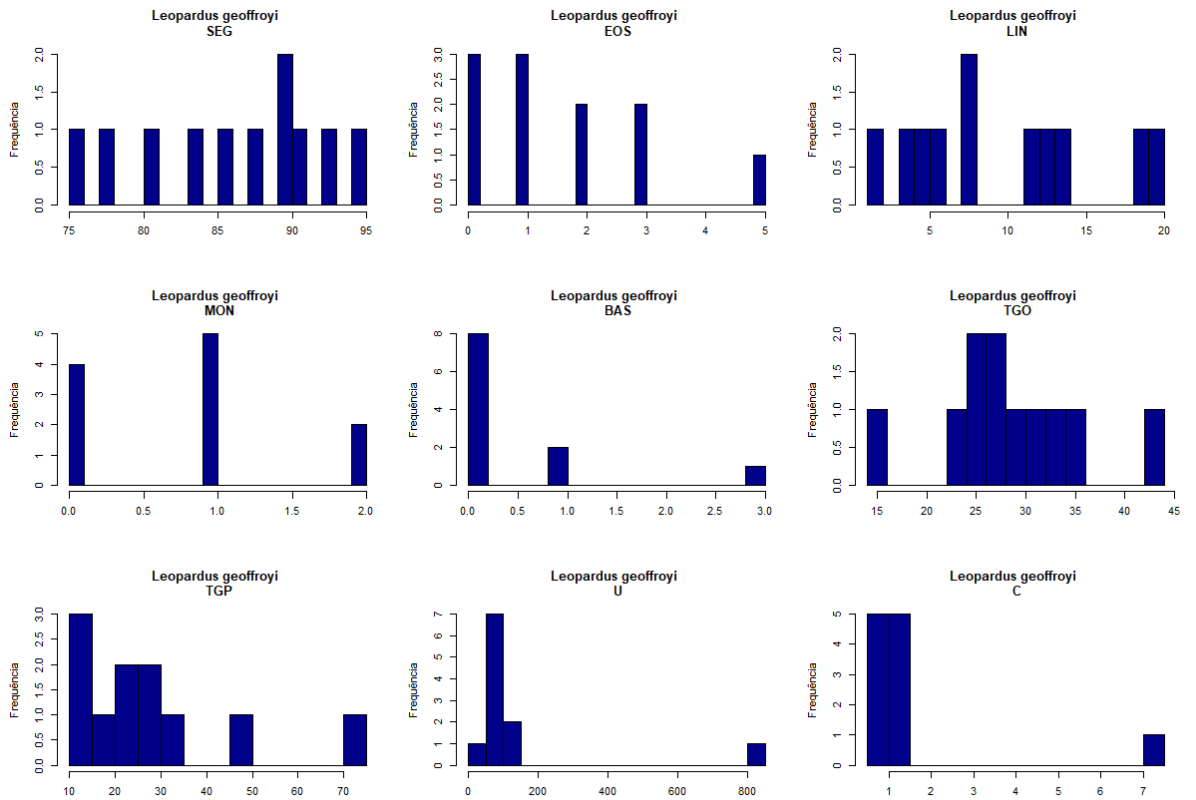 Leopardus geoffroyi
SEG
Frequência
0.0 0.5 1.0 1.5 2.0
75 80 85 90 95
Leopardus geoffroyi
EOS
Frequência
0.0 0.5 1.0 1.5 2.0 2.5 3.0
0 1 2 3 4 5
Leopardus geoffroyi
LIN
Frequência
0.0 0.5 1.0 1.5 2.0
5 10 15 20
Leopardus geoffroyi
MON
Frequência
0 1 2 3 4 5
0.0 0.5 1.0 1.5 2.0
Leopardus geoffroyi
BAS
Frequência
0 2 4 6 8
0.0 0.5 1.0 1.5 2.0 2.5 3.0
Leopardus geoffroyi
TGO
Frequência
0.0 0.5 1.0 1.5 2.0
15 20 25 30 35 40 45
Leopardus geoffroyi
TGP
Frequência
0.0 0.5 1.0 1.5 2.0 2.5 3.0
10 20 30 40 50 60 70
Leopardus geoffroyi
U
Frequência
0 1 2 3 4 5 6 7
0 200 400 600 800
Leopardus geoffroyi
C
Frequência
0 1 2 3 4 5
1 2 3 4 5 6 7